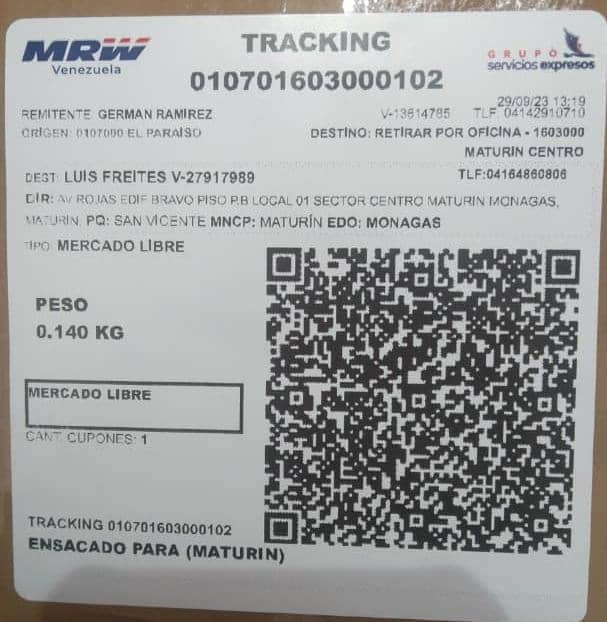 MRW
Venezuela
TRACKING
010701603000102
GRUPO
servicios expresos
29/09/23 13:19
REMITENTE: GERMAN RAMIREZ V-13614785 TLF: 04142910710
ORIGEN: 0107000 EL PARAISO DESTINO: RETIRAR POR OFICINA - 1603000
MATURIN CENTRO
DEST: LUIS FREITES V-27917989 TLF:04164860806
DIR: AV ROJAS EDIF BRAVO PISO P.B LOCAL 01 SECTOR CENTRO MATURIN MONAGAS,
MATURIN, PQ: SAN VICENTE MNCP: MATURÍN EDO: MONAGAS
TIPO: MERCADO LIBRE
PESO
0.140 KG
MERCADO LIBRE
CANT. CUPONES: 1
TRACKING 010701603000102
ENSACADO PARA (MATURIN)